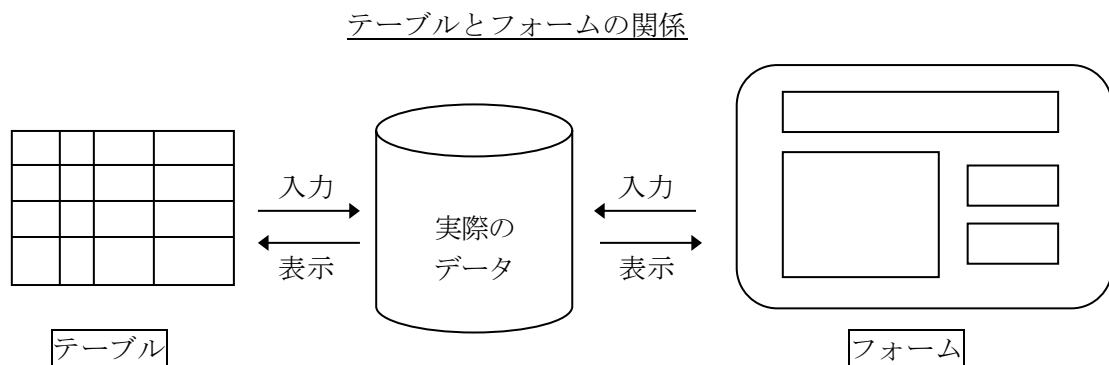 テーブルとフォームの関係
入力
表示
実際の
データ
入力
表示
テーブル
フォーム